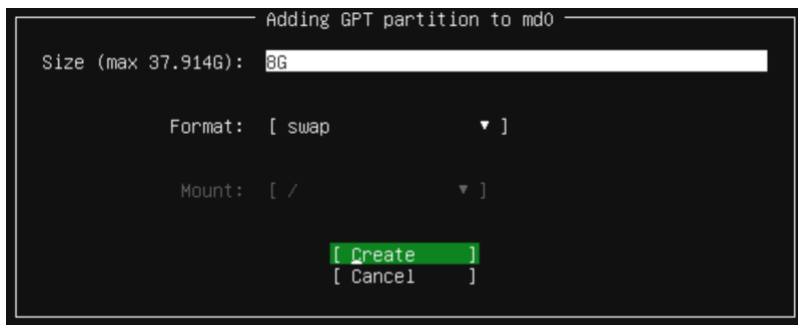 Adding GPT partition to md0
Size (max 37.914G): 8G
Format: [ swap ▼ ]
Mount: [ / ▼ ]
[ Create ]
[ Cancel ]